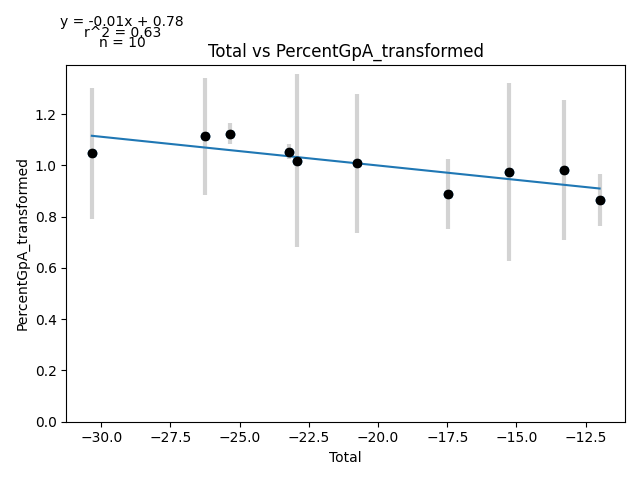 y = -0.01x + 0.78
r^2 = 0.63
n = 10
Total vs PercentGpA_transformed
PercentGpA_transformed
1.2
1.0
0.8
0.6
0.4
0.2
0.0
−30.0 −27.5 −25.0 −22.5 −20.0 −17.5 −15.0 −12.5
Total